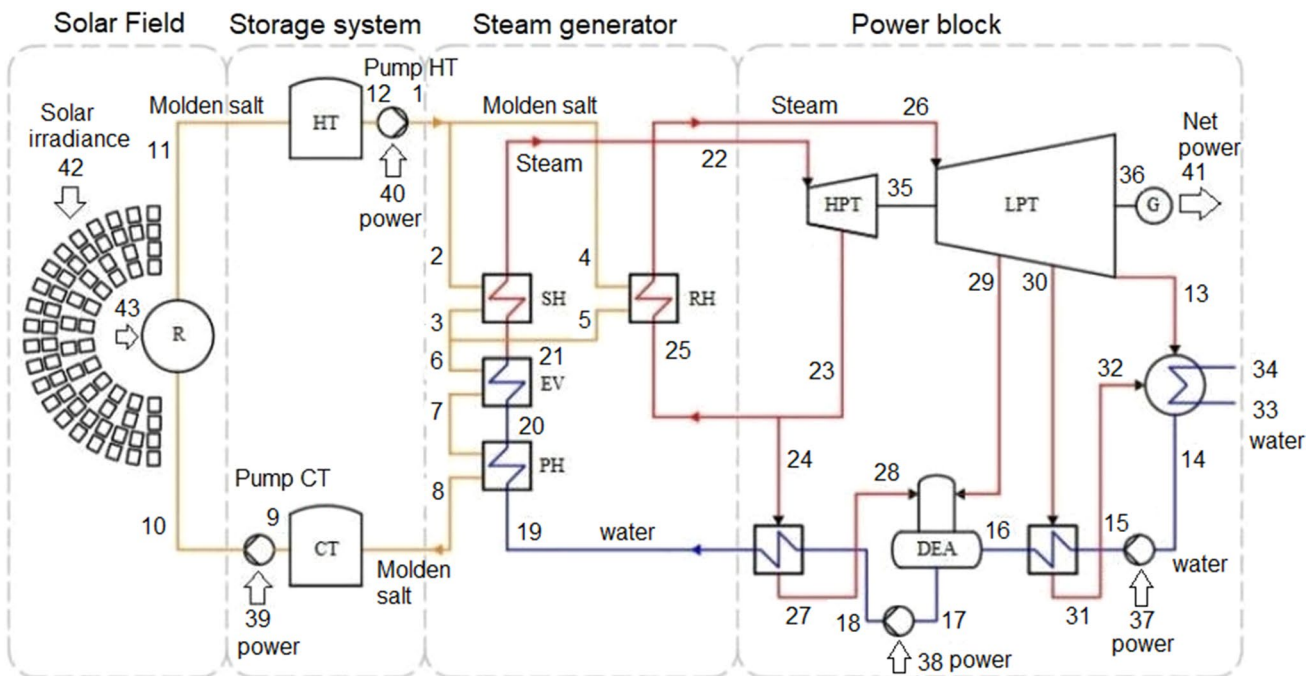 Solar Field
Storage system
Steam generator
Power block
Pump HT
Molden salt
12
1
Molden salt
Steam
26
Solar
irradiance
42
11
HT
40
power
Steam
22
HPT
35
LPT
36
Net
power
41
G
2
4
29
30
13
43
R
SH
RH
3
5
25
23
6
21
EV
32
34
33
water
7
20
PH
24
28
14
8
Pump CT
9
10
CT
19
water
DEA
16
15
water
Molden
salt
39
power
27
18
17
31
37
power
38 power